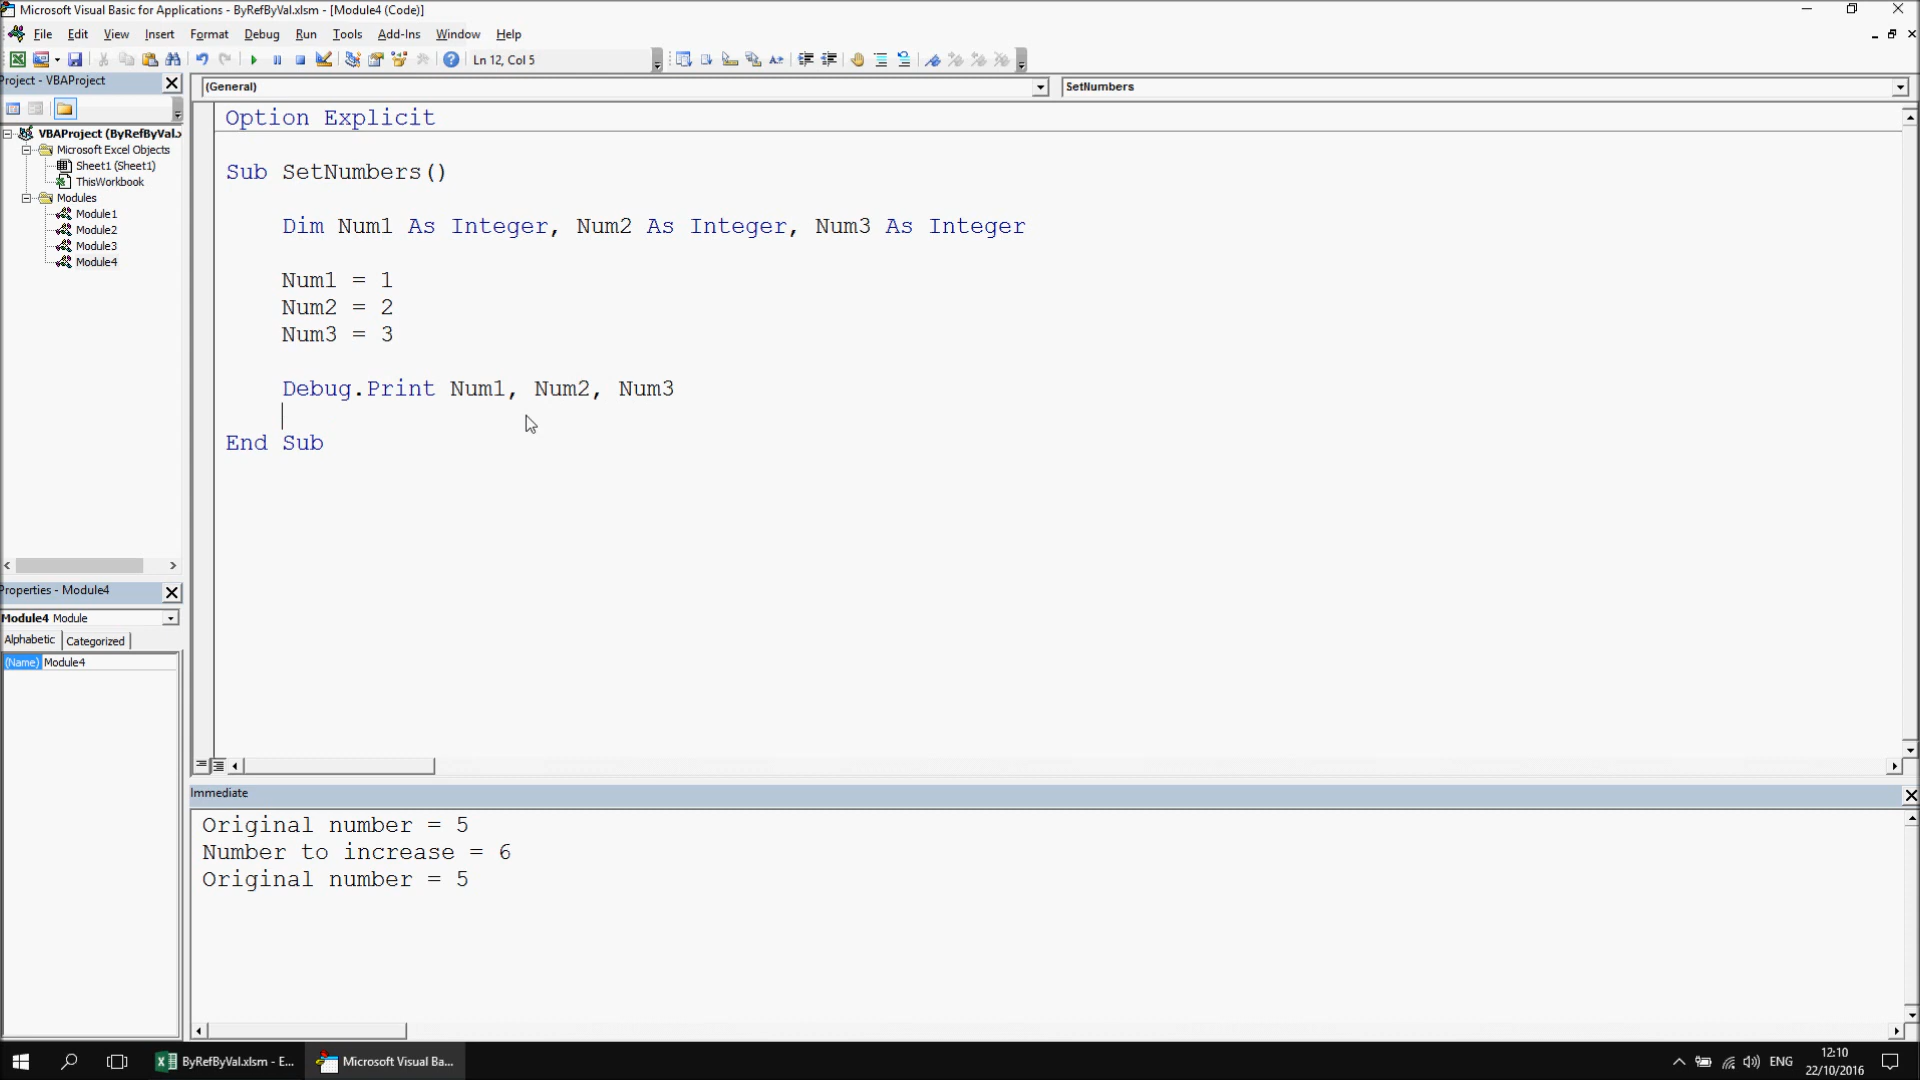 Microsoft Visual Basic for Applications - ByRefByVal.xlsm - [Module4 (Code)]
File Edit View Insert Format Debug Run Tools Add-Ins Window Help
Ln 12, Col 5
Project - VBAProject
(General)
SetNumbers
VBAProject (ByRefByVal.x
Microsoft Excel Objects
Sheet1 (Sheet1)
ThisWorkbook
Modules
Module1
Module2
Module3
Module4
Option Explicit
Sub SetNumbers()
Dim Num1 As Integer, Num2 As Integer, Num3 As Integer
Num1 = 1
Num2 = 2
Num3 = 3
Debug.Print Num1, Num2, Num3
End Sub
Properties - Module4
Module4 Module
Alphabetic Categorized
(Name) Module4
Immediate
Original number = 5
Number to increase = 6
Original number = 5
ByRefByVal.xlsm - E...
Microsoft Visual Ba...
ENG
12:10
22/10/2016